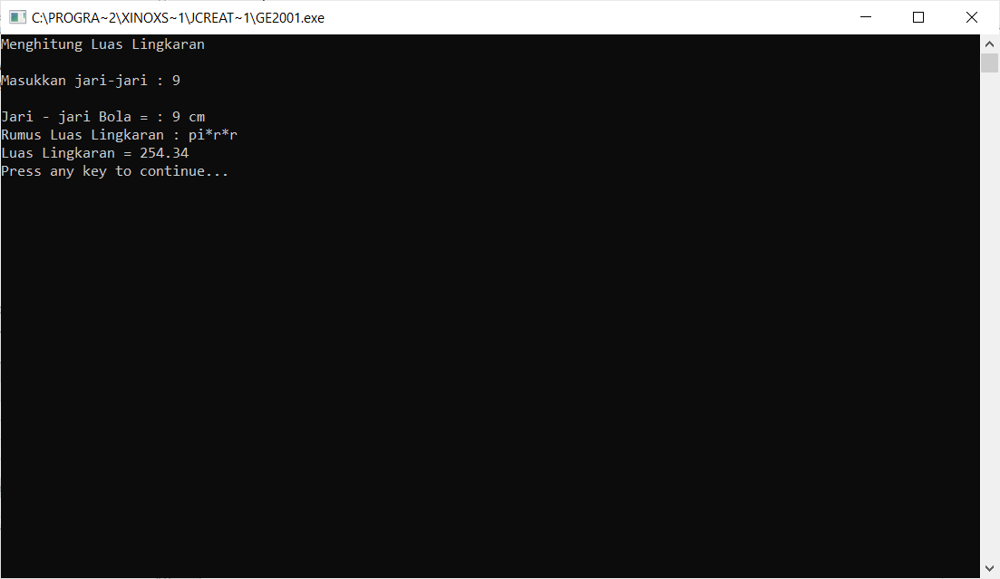 C:\PROGRA~2\XINOXS~1\JCREAT~1\GE2001.exe
Menghitung Luas Lingkaran
Masukkan jari-jari : 9
Jari - jari Bola = : 9 cm
Rumus Luas Lingkaran : pi*r*r
Luas Lingkaran = 254.34
Press any key to continue...